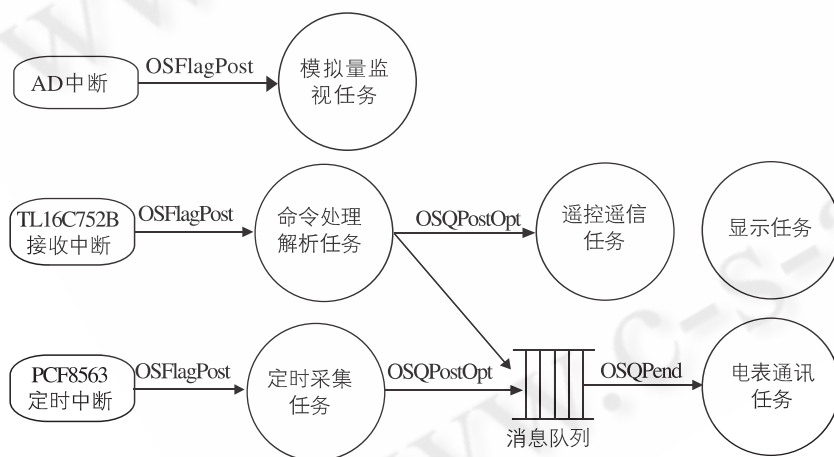 AD中断
OSFlagPost
模拟量监
视任务
TL16C752B
接收中断
OSFlagPost
命令处理
解析任务
OSQPostOpt
遥控遥信
任务
显示任务
PCF8563
定时中断
OSFlagPost
定时采集
任务
OSQPostOpt
消息队列
OSQPend
电表通讯
任务